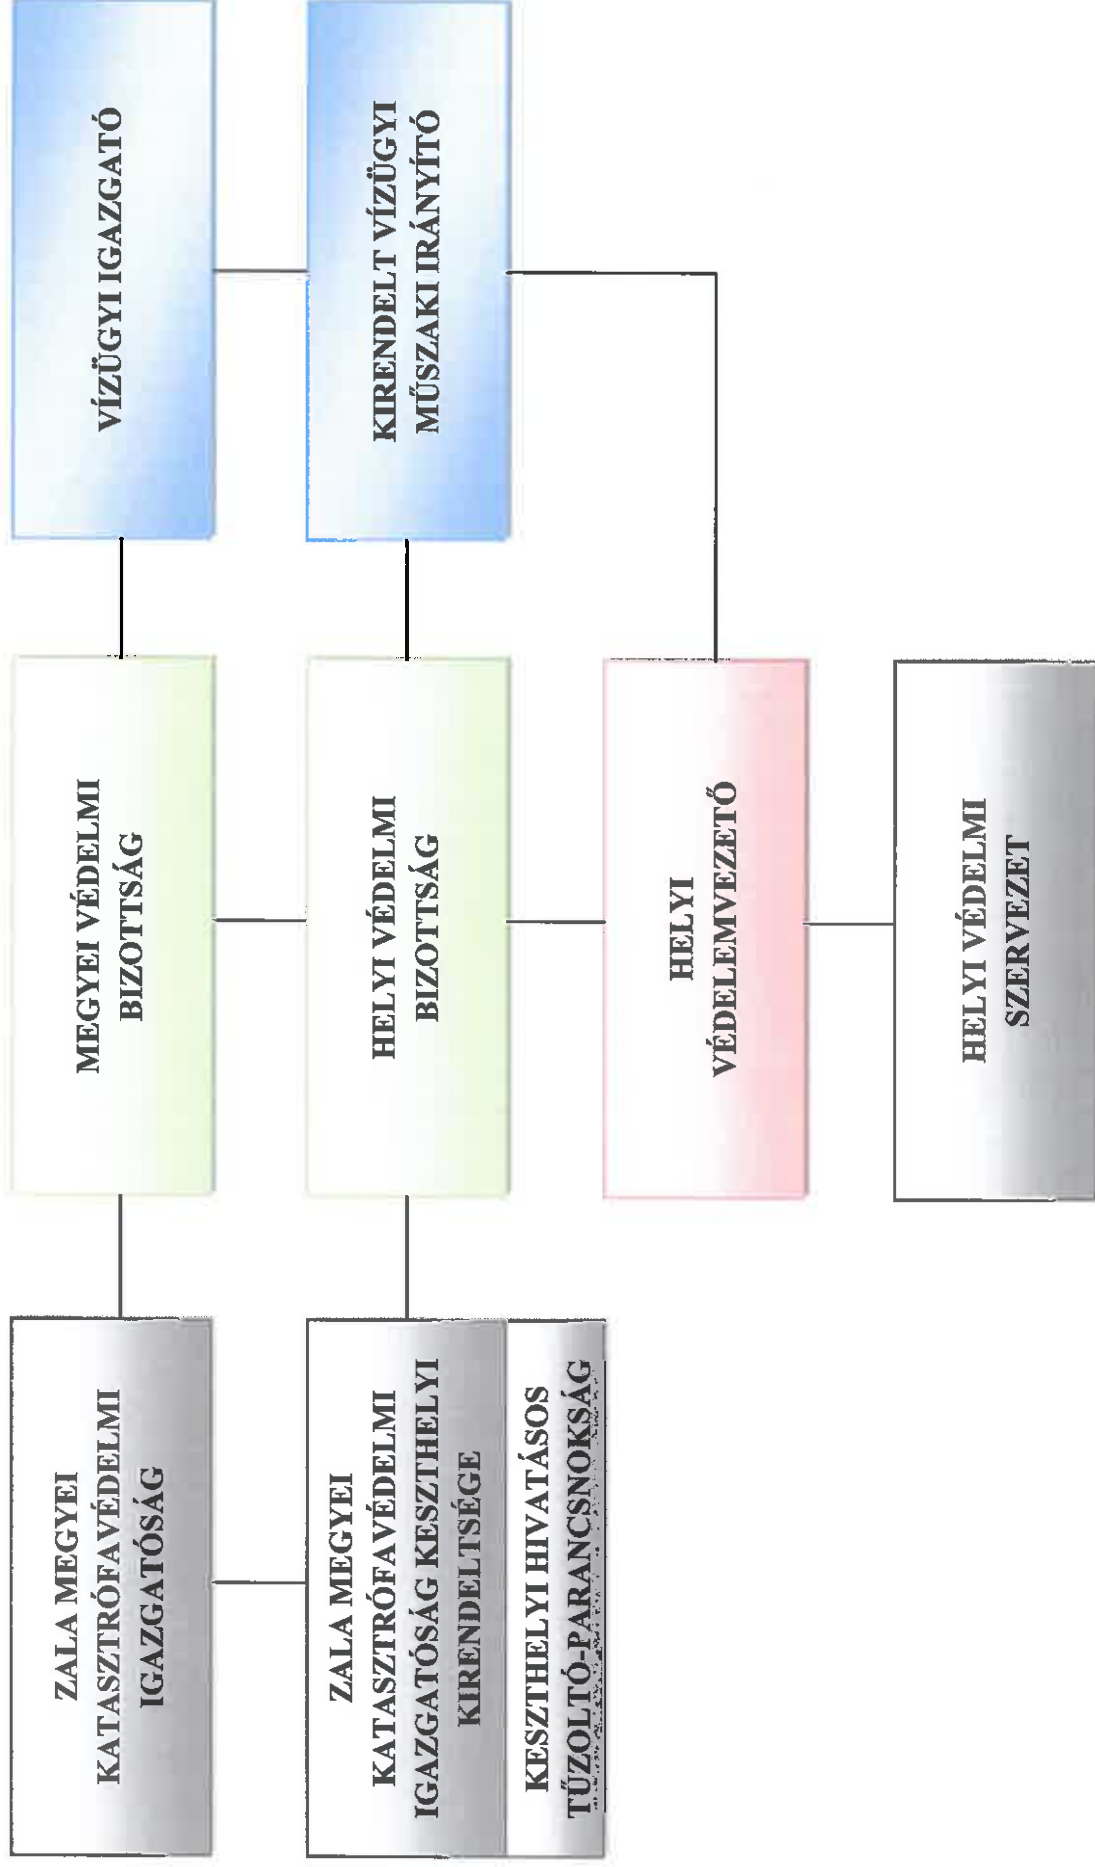 ZALA MEGYEI
KATASZTRÓFAVÉDELMI
IGAZGATÓSÁG
MEGYEI VÉDELMI
BIZOTTSÁG
VÍZÜGYI IGAZGATÓ
ZALA MEGYEI
KATASZTRÓFAVÉDELMI
IGAZGATÓSÁG KESZTHELYI
KIRENDELTSÉGE
HELYI VÉDELMI
BIZOTTSÁG
KIRENDELT VÍZÜGYI
MŰSZAKI IRÁNYÍTÓ
KESZTHELYI HIVATÁSOS
TŰZOLTÓ-PARANCSNOKSÁG
HELYI
VÉDELEMVEZETŐ
HELYI VÉDELMI
SZERVEZET